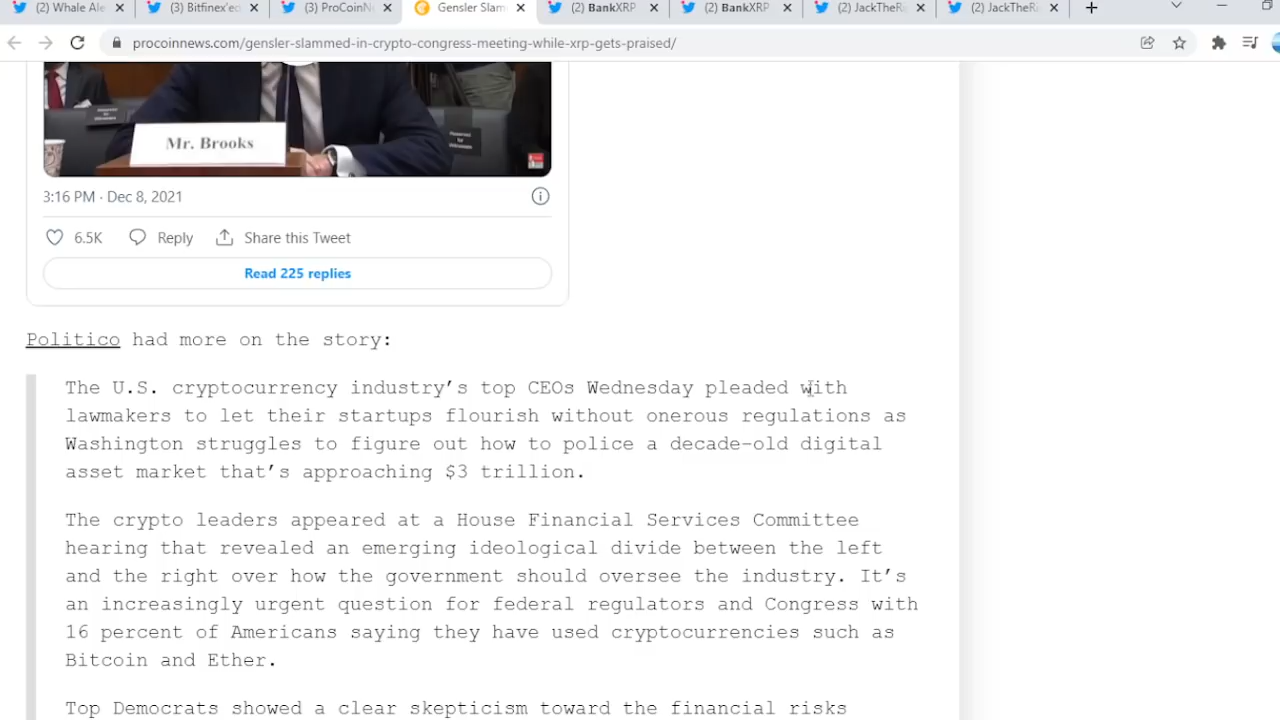 (2) Whale Ale
(3) Bitfinex'ed
(3) ProCoinNe
Gensler Slam
(2) BankXRP
(2) BankXRP
(2) JackTheRi
(2) JackTheRi
procoinnews.com/gensler-slammed-in-crypto-congress-meeting-while-xrp-gets-praised/
Mr. Brooks
3:16 PM · Dec 8, 2021
6.5K Reply Share this Tweet
Read 225 replies
Politico had more on the story:
The U.S. cryptocurrency industry's top CEOs Wednesday pleaded with
lawmakers to let their startups flourish without onerous regulations as
Washington struggles to figure out how to police a decade-old digital
asset market that's approaching $3 trillion.
The crypto leaders appeared at a House Financial Services Committee
hearing that revealed an emerging ideological divide between the left
and the right over how the government should oversee the industry. It's
an increasingly urgent question for federal regulators and Congress with
16 percent of Americans saying they have used cryptocurrencies such as
Bitcoin and Ether.
Top Democrats showed a clear skepticism toward the financial risks